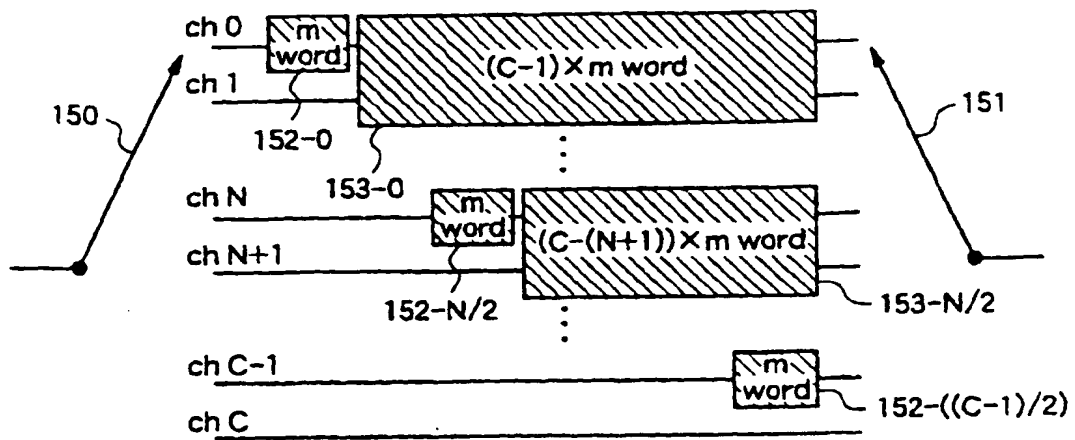 ch 0
m
word
(C-1)×m word
ch 1
150
151
152-0
153-0
ch N
m
word
(C-(N+1))×m word
ch N+1
152-N/2
153-N/2
ch C-1
m
word
152-((C-1)/2)
ch C